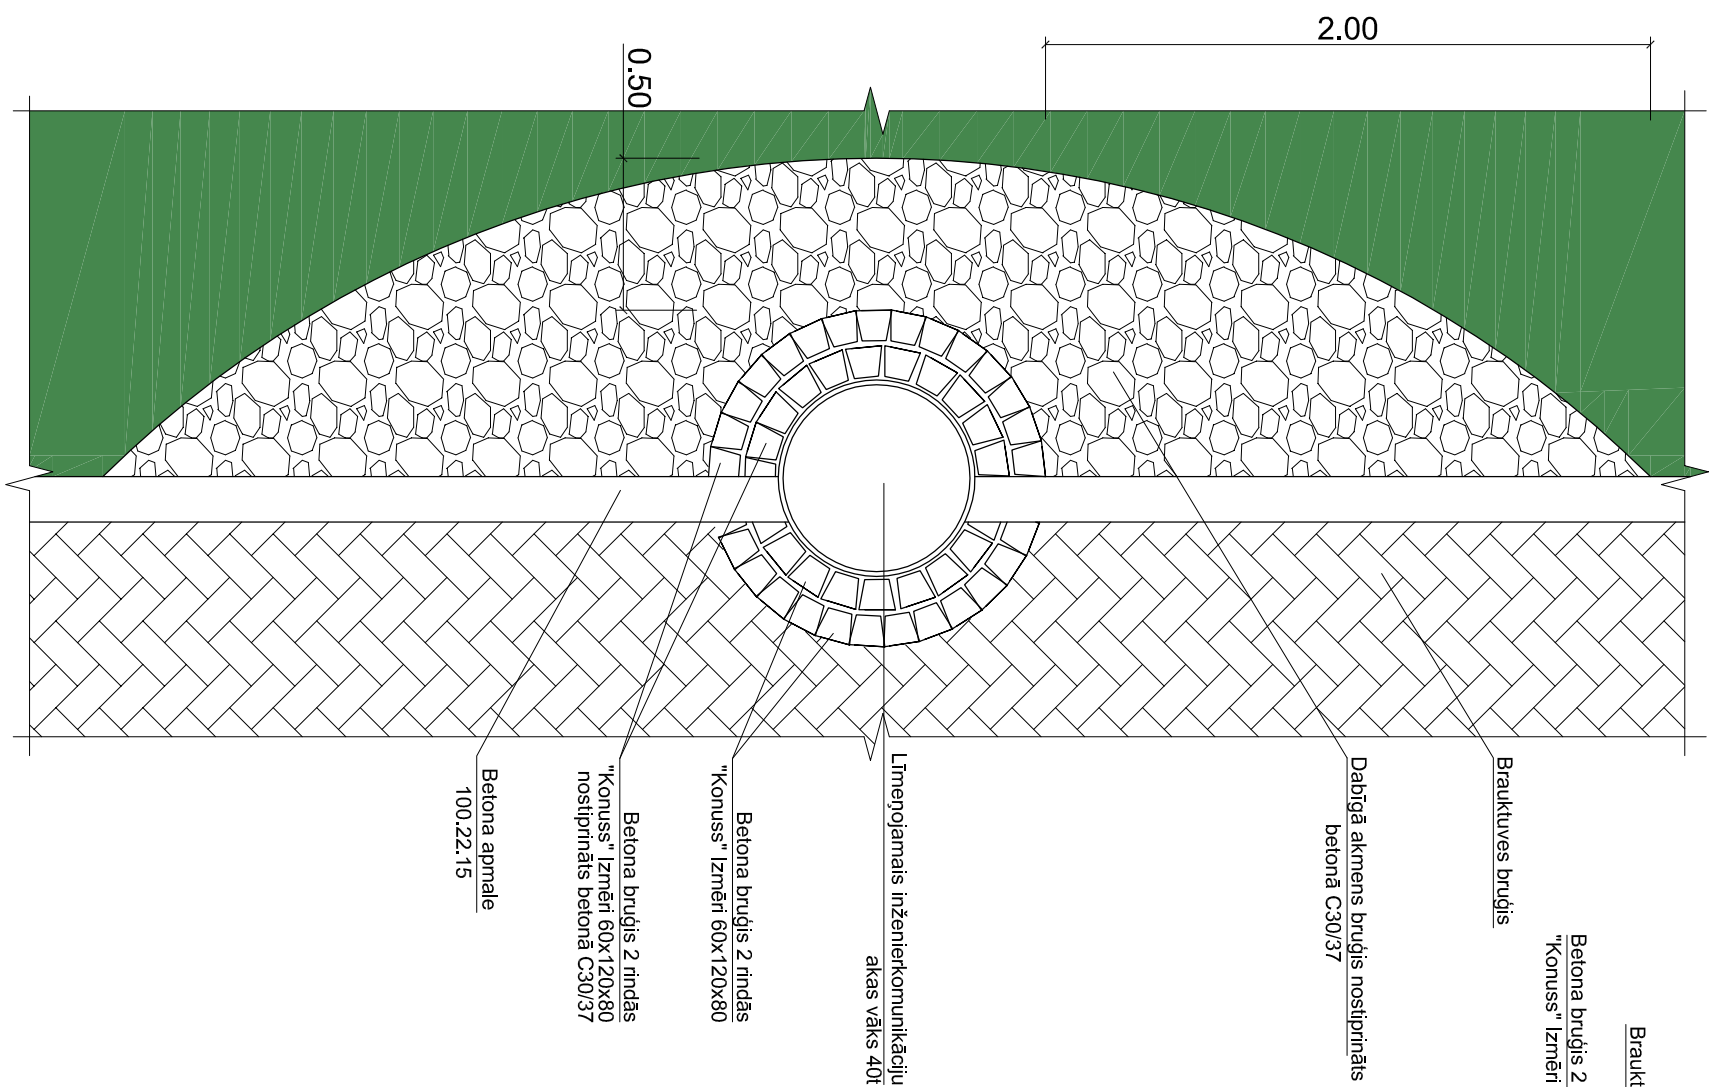 2.00
0.50
Betona apmale
100.22.15
Betona bruģis 2 rindās
"Konuss" Izmēri 60x120x80
nostiprināts betonā C30/37
Betona bruģis 2 rindās
"Konuss" Izmēri 60x120x80
Līmeņojamais inženierkomunikāciju
akas vāks 40t
Dabīgā akmens bruģis nostiprināts
betonā C30/37
Brauktuves bruģis
Betona bruģis 2
"Konuss" Izmēri
Braukt